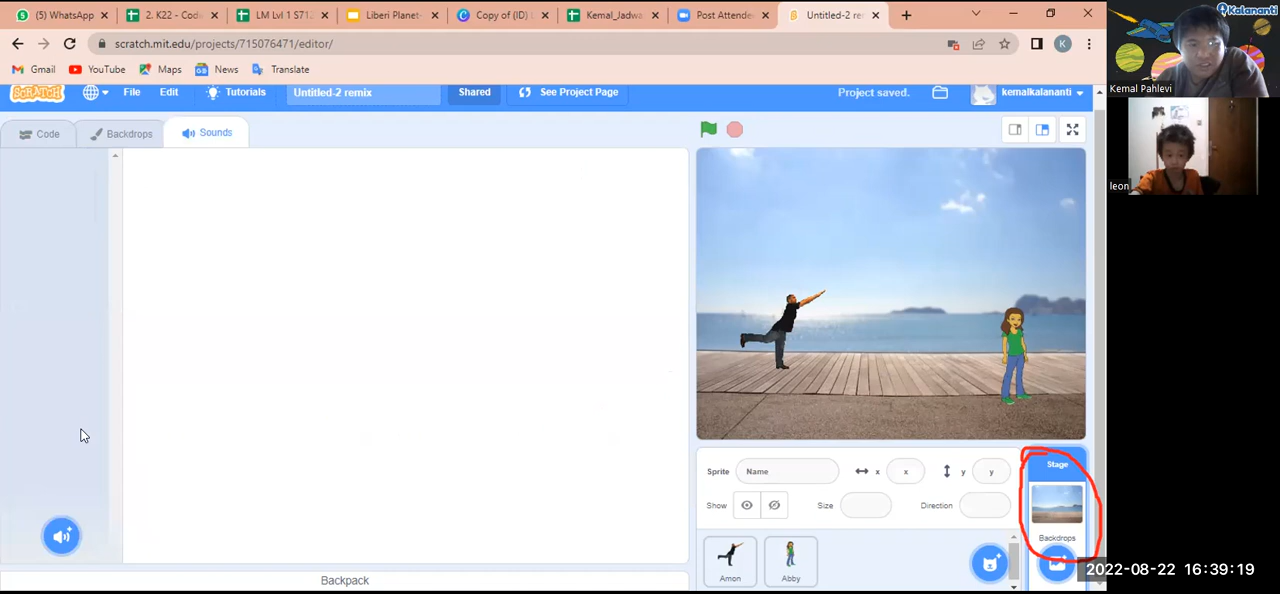 (5) WhatsApp
2. K22 - Codi
LM Lvl 1 S712
Liberi Planet
Copy of (ID) I
Kemal_Jadwa
Post Attende
Untitled-2 re
scratch.mit.edu/projects/715076471/editor/
K
Gmail
YouTube
Maps
News
Translate
SCRATCH
File
Edit
Tutorials
Untitled-2 remix
Shared
See Project Page
Project saved.
kemalkalananti
Code
Backdrops
Sounds
Sprite
Name
x
x
y
y
Show
Size
Direction
Stage
Backdrops
Amon
Abby
Backpack
Kalananti
Kemal Pahlevi
leon
2022-08-22 16:39:19